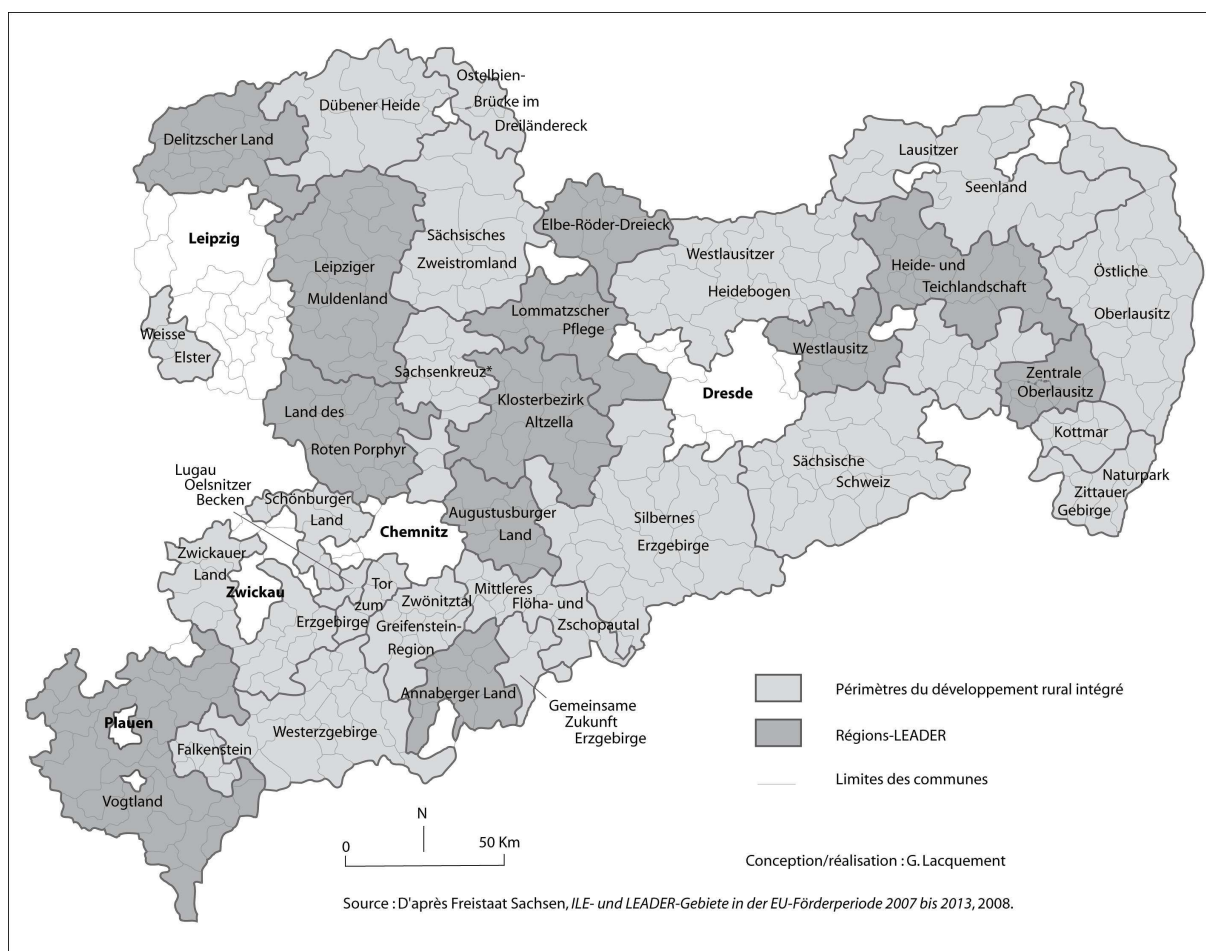 Ostelbien-
Brücke im
Dreiländereck
Dübener Heide
Delitzscher Land
Lausitzer
Seenland
Leipzig
Sächsisches
Zweistromland
Elbe-Röder-Dreieck
Leipziger
Muldenland
Westlausitzer
Heidebogen
Heide- und
Teichlandschaft
Östliche
Oberlausitz
Lommatzscher
Pflege
Weisse
Elster
Westlausitz
Sachsenkreuz*
Zentrale
Oberlausitz
Klosterbezirk
Altzella
Dresde
Land des
Roten Porphyr
Kottmar
Sächsische
Schweiz
Naturpark
Zittauer
Gebirge
Lugau
Oelsnitzer
Becken
Schönburger
Land
Chemnitz
Augustusburger
Land
Silbernes
Erzgebirge
Zwickauer
Land
Zwickau
Tor
zum
Erzgebirge
Zwönitztal
Greifenstein-
Region
Mittleres
Flöha- und
Zschopautal
Annaberger Land
Gemeinsame
Zukunft
Erzgebirge
Plauen
Falkenstein
Westerzgebirge
Vogtland
Périmètres du développement rural intégré
Régions-LEADER
Limites des communes
N
0 50 Km
Conception/réalisation : G. Lacquement
Source : D'après Freistaat Sachsen, ILE- und LEADER-Gebiete in der EU-Förderperiode 2007 bis 2013, 2008.